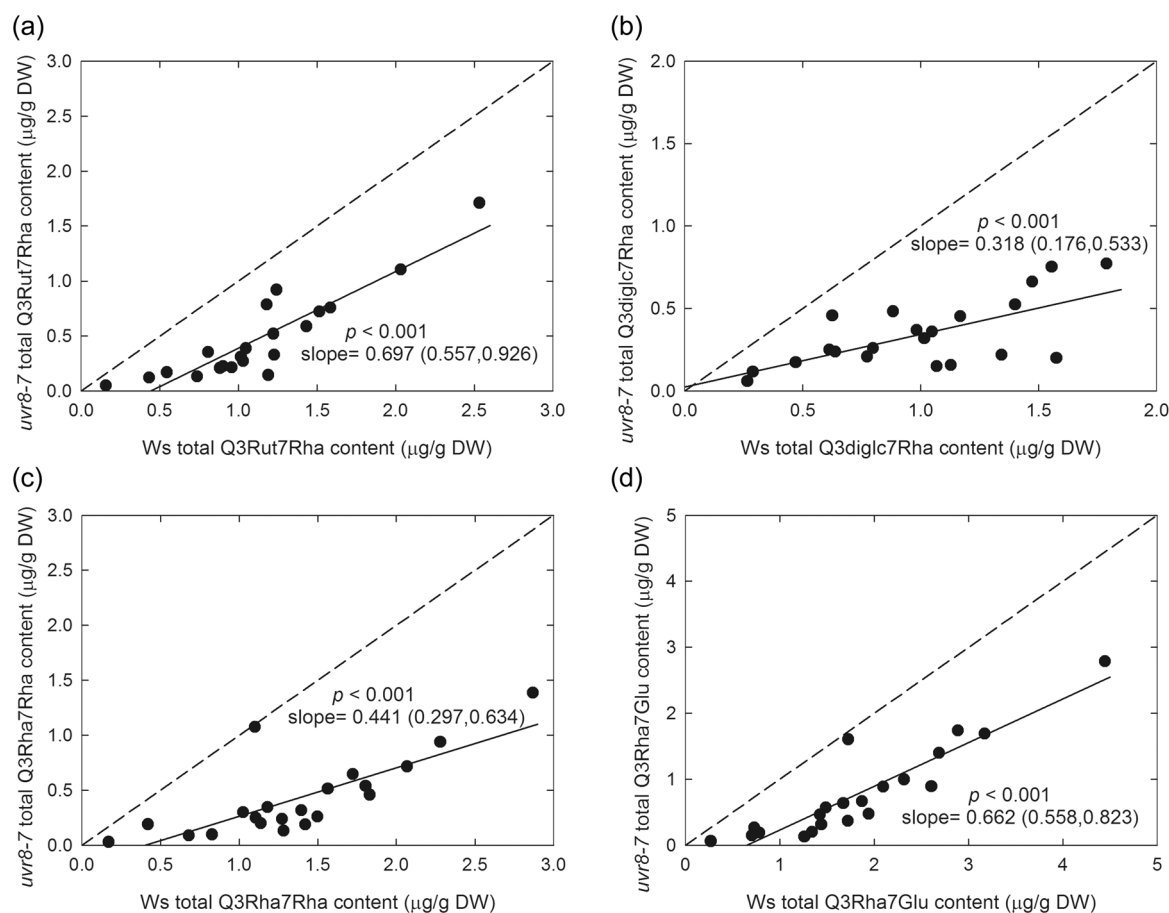 (a)
3.0
2.5
2.0
1.5
1.0
0.5
0.0
uvr8-7 total Q3Rut7Rha content (μg/g DW)
p < 0.001
slope= 0.697 (0.557,0.926)
0.0 0.5 1.0 1.5 2.0 2.5 3.0
Ws total Q3Rut7Rha content (μg/g DW)
(b)
2.0
1.5
1.0
0.5
0.0
uvr8-7 total Q3diglc7Rha content (μg/g DW)
p < 0.001
slope= 0.318 (0.176,0.533)
0.0 0.5 1.0 1.5 2.0
Ws total Q3diglc7Rha content (μg/g DW)
(c)
3.0
2.5
2.0
1.5
1.0
0.5
0.0
uvr8-7 total Q3Rha7Rha content (μg/g DW)
p < 0.001
slope= 0.441 (0.297,0.634)
0.0 0.5 1.0 1.5 2.0 2.5 3.0
Ws total Q3Rha7Rha content (μg/g DW)
(d)
5
4
3
2
1
0
uvr8-7 total Q3Rha7Glu content (μg/g DW)
p < 0.001
slope= 0.662 (0.558,0.823)
0 1 2 3 4 5
Ws total Q3Rha7Glu content (μg/g DW)